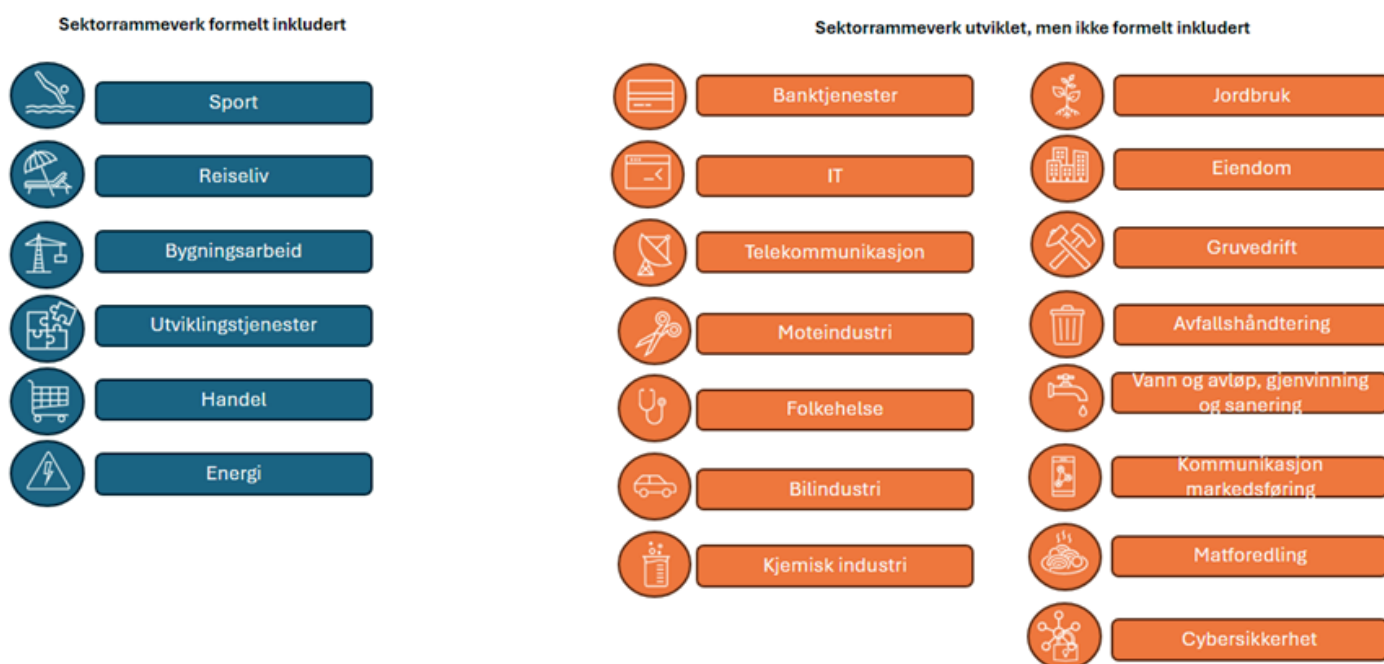 Sektorrammeverk formelt inkludert
Sport
Reiseliv
Bygningsarbeid
Utviklingstjenester
Handel
Energi
Sektorrammeverk utviklet, men ikke formelt inkludert
Banktjenester
IT
Telekommunikasjon
Moteindustri
Folkehelse
Bilindustri
Kjemisk industri
Jordbruk
Eiendom
Gruvedrift
Avfallshåndtering
Vann og avløp, gjenvinning
og sanering
Kommunikasjon
markedsføring
Matforedling
Cybersikkerhet